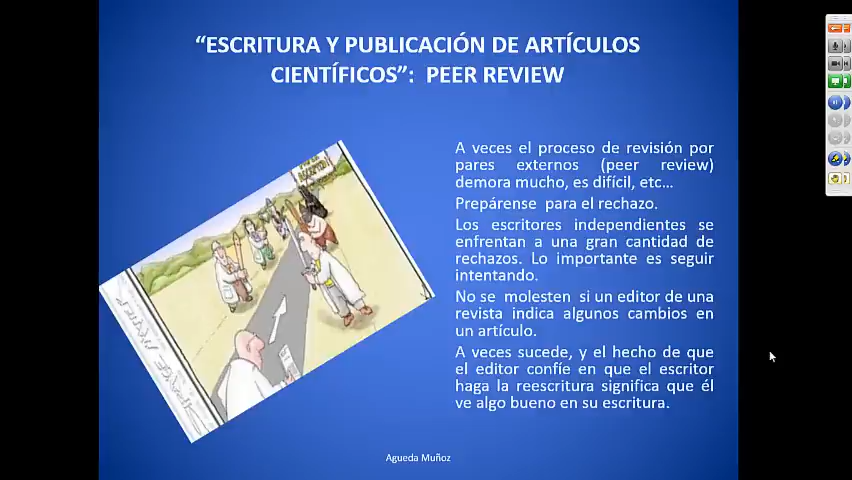 “ESCRITURA Y PUBLICACIÓN DE ARTÍCULOS
CIENTÍFICOS”: PEER REVIEW
A veces el proceso de revisión por
pares externos (peer review)
demora mucho, es difícil, etc…
Prepárense para el rechazo.
Los escritores independientes se
enfrentan a una gran cantidad de
rechazos. Lo importante es seguir
intentando.
No se molesten si un editor de una
revista indica algunos cambios en
un artículo.
A veces sucede, y el hecho de que
el editor confíe en que el escritor
haga la reescritura significa que él
ve algo bueno en su escritura.
Agueda Muñoz